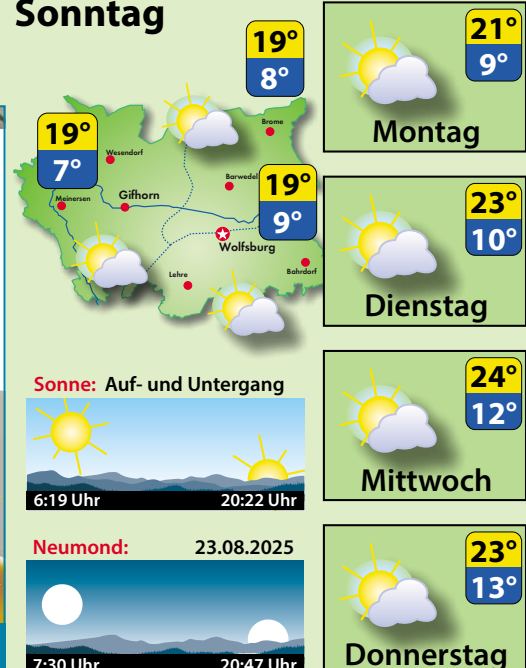 Sonntag
19°
8°
19°
7°
19°
9°
Brome
Wesendorf
Barwedel
Meinersen
Gifhorn
Wolfsburg
Lehre
Bahrdorf
Sonne: Auf- und Untergang
6:19 Uhr 20:22 Uhr
Neumond: 23.08.2025
7:30 Uhr 20:47 Uhr
21°
9°
Montag
23°
10°
Dienstag
24°
12°
Mittwoch
23°
13°
Donnerstag